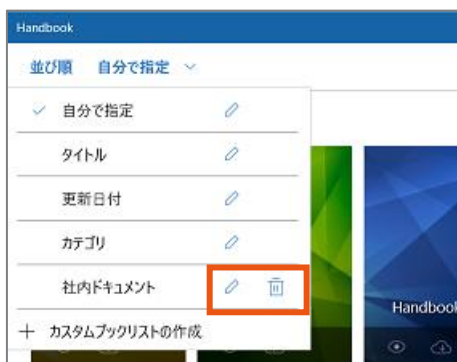 Handbook
並び順 自分で指定
自分で指定
タイトル
更新日付
カテゴリ
社内ドキュメント
カスタムブックリストの作成
Handbook